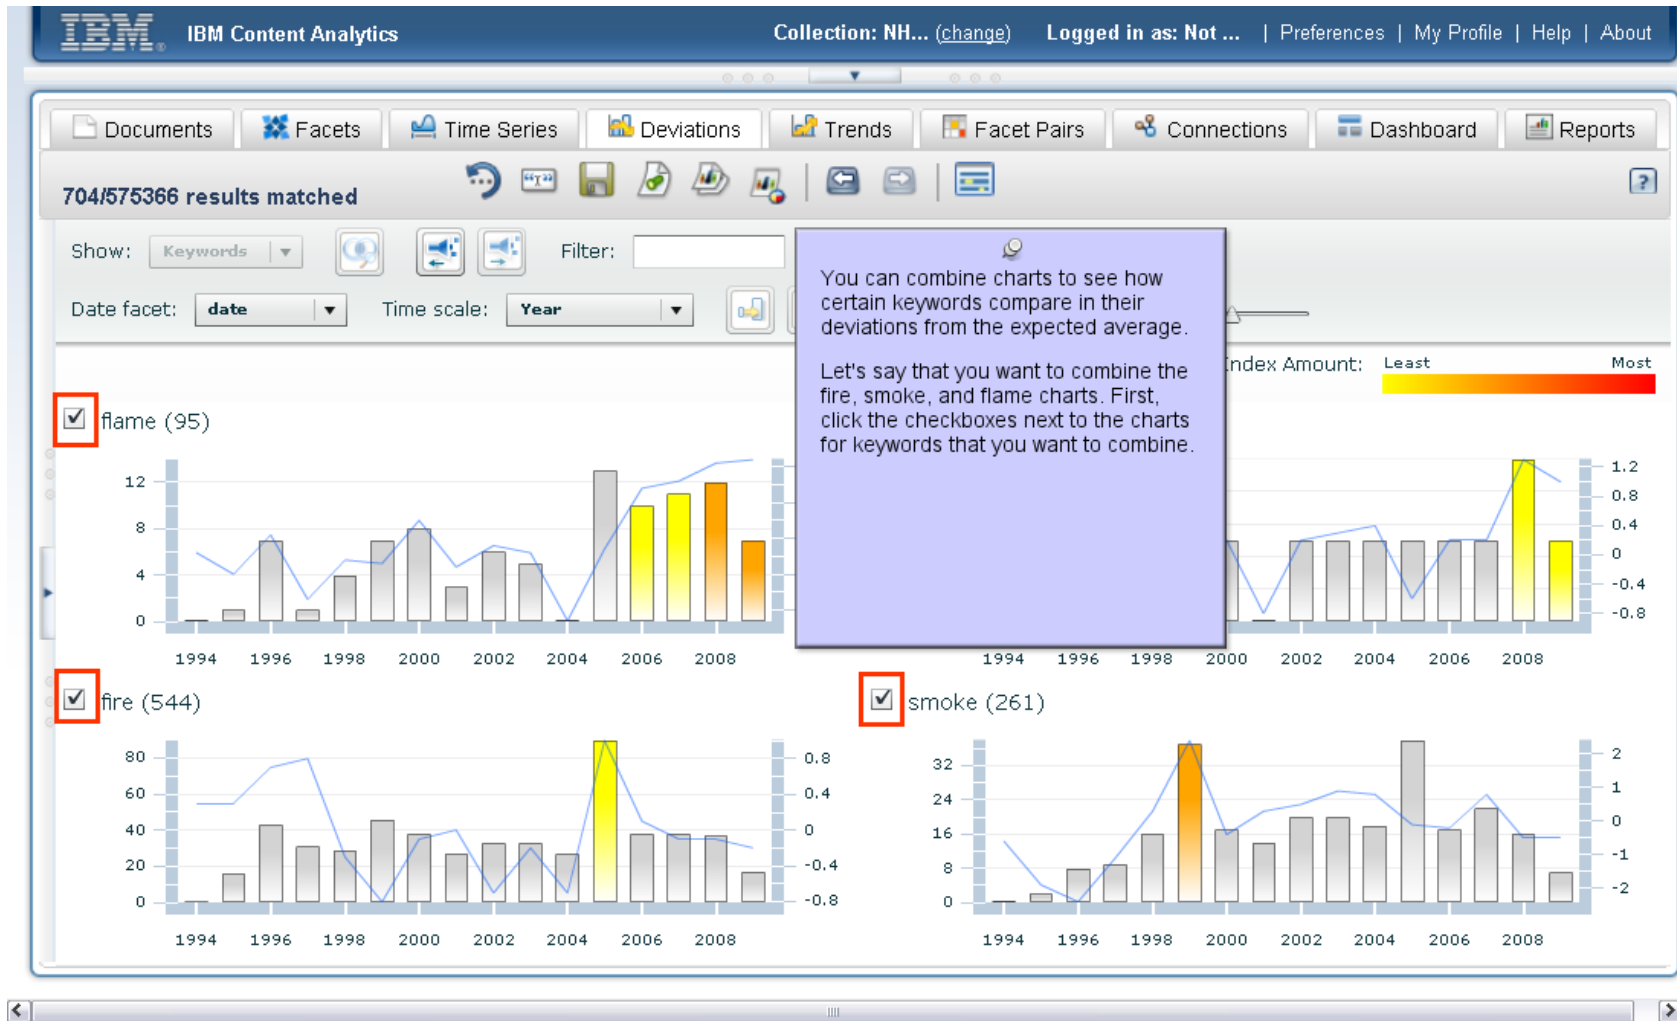 IBM® IBM Content Analytics Collection: NH... (change) Logged in as: Not ... | Preferences | My Profile | Help | About
Documents Facets Time Series Deviations Trends Facet Pairs Connections Dashboard Reports
704/575366 results matched
Show: Keywords Filter:
Date facet: date Time scale: Year
You can combine charts to see how
certain keywords compare in their
deviations from the expected average.
Let's say that you want to combine the
fire, smoke, and flame charts. First,
click the checkboxes next to the charts
for keywords that you want to combine.
Index Amount: Least Most
flame (95)
12
8
4
0
1994 1996 1998 2000 2002 2004 2006 2008
1.2
0.8
0.4
0
-0.4
-0.8
1994 1996 1998 2000 2002 2004 2006 2008
fire (544)
80
60
40
20
0
0.8
0.4
0
-0.4
-0.8
1994 1996 1998 2000 2002 2004 2006 2008
smoke (261)
32
24
16
8
0
2
1
0
-1
-2
1994 1996 1998 2000 2002 2004 2006 2008